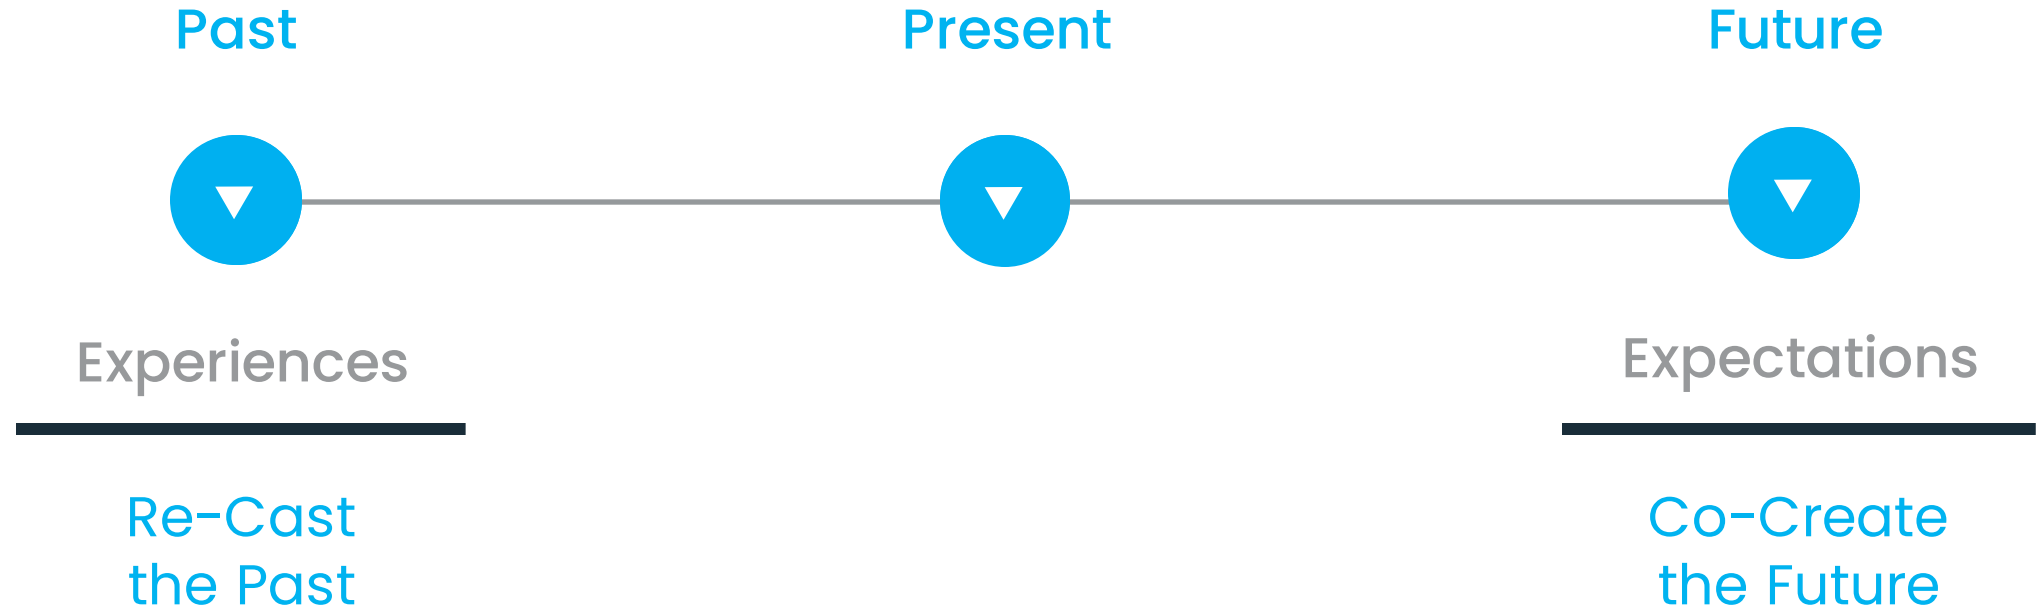 Past
Present
Future
Experiences
Expectations
Re-Cast
the Past
Co-Create
the Future